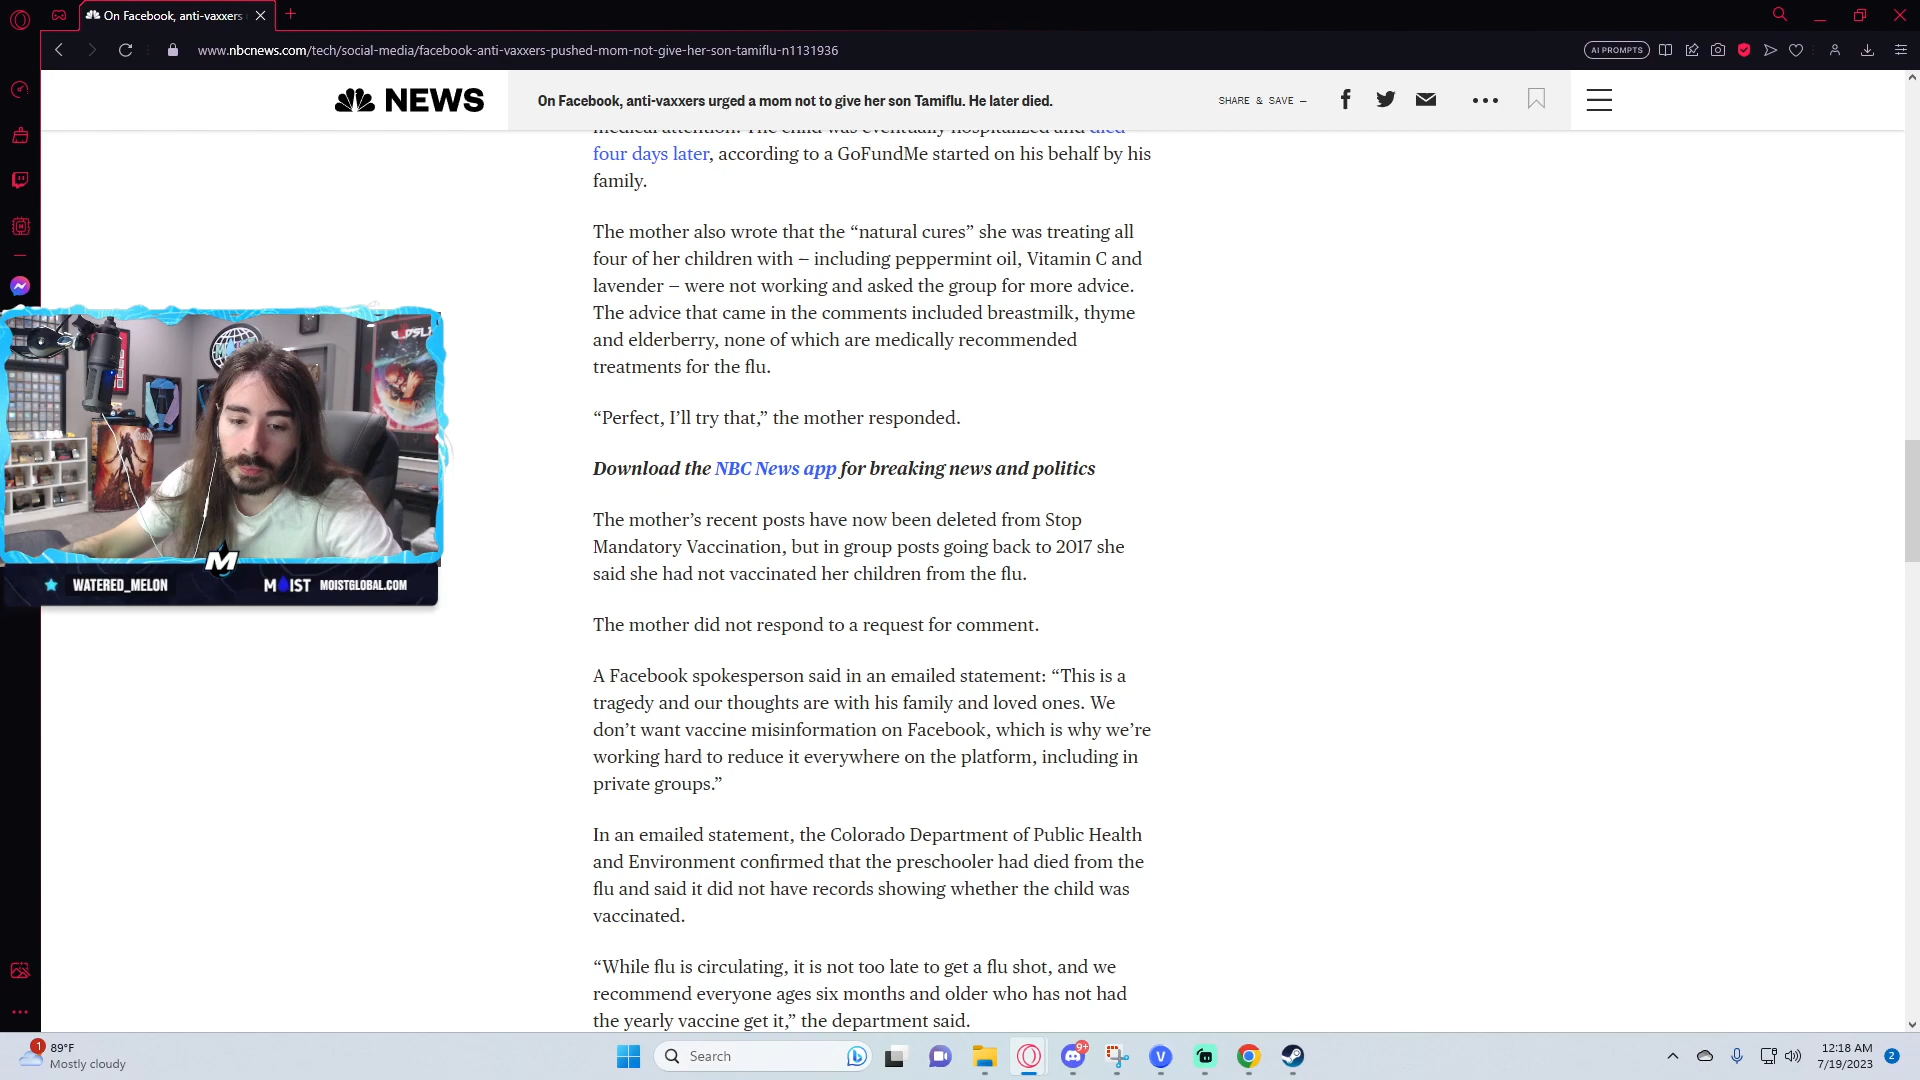 On Facebook, anti-vaxxers
www.nbcnews.com/tech/social-media/facebook-anti-vaxxers-pushed-mom-not-give-her-son-tamiflu-n1131936
AI PROMPTS
NEWS
On Facebook, anti-vaxxers urged a mom not to give her son Tamiflu. He later died.
SHARE & SAVE —
medical attention. The child was eventually hospitalized and died
four days later, according to a GoFundMe started on his behalf by his
family.
The mother also wrote that the “natural cures” she was treating all
four of her children with — including peppermint oil, Vitamin C and
lavender — were not working and asked the group for more advice.
The advice that came in the comments included breastmilk, thyme
and elderberry, none of which are medically recommended
treatments for the flu.
“Perfect, I’ll try that,” the mother responded.
Download the NBC News app for breaking news and politics
The mother’s recent posts have now been deleted from Stop
Mandatory Vaccination, but in group posts going back to 2017 she
said she had not vaccinated her children from the flu.
The mother did not respond to a request for comment.
A Facebook spokesperson said in an emailed statement: “This is a
tragedy and our thoughts are with his family and loved ones. We
don’t want vaccine misinformation on Facebook, which is why we’re
working hard to reduce it everywhere on the platform, including in
private groups.”
In an emailed statement, the Colorado Department of Public Health
and Environment confirmed that the preschooler had died from the
flu and said it did not have records showing whether the child was
vaccinated.
“While flu is circulating, it is not too late to get a flu shot, and we
recommend everyone ages six months and older who has not had
the yearly vaccine get it,” the department said.
M
WATERED_MELON
MOIST
MOISTGLOBAL.COM
1
89°F
Mostly cloudy
Search
9+
V
12:18 AM
7/19/2023
2